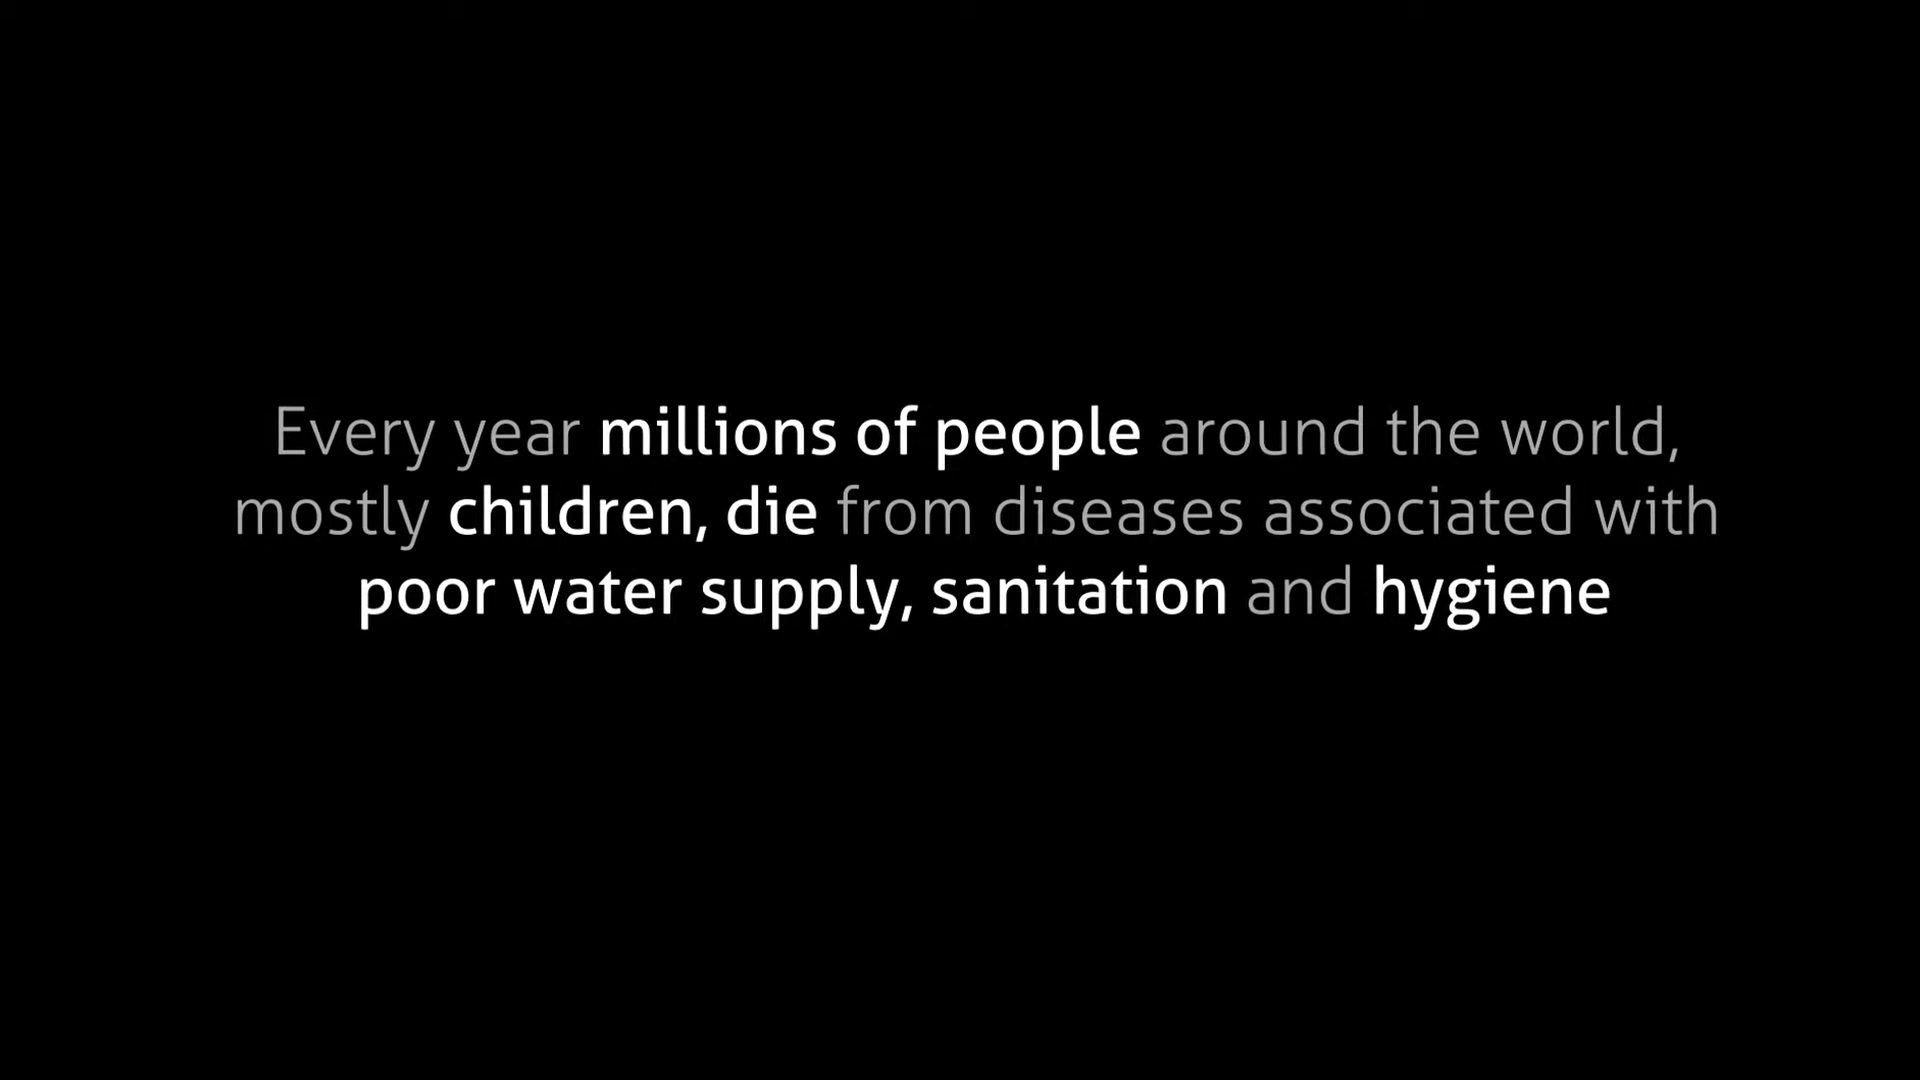 Every year millions of people around the world,
mostly children, die from diseases associated with
poor water supply, sanitation and hygiene